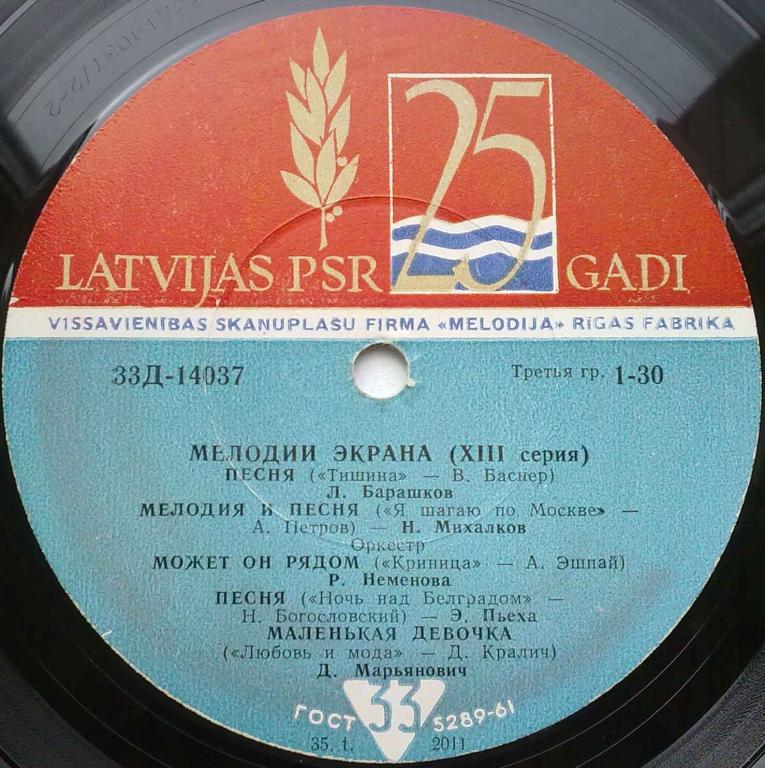 25
LATVIJAS PSR GADI
VISSAVIENĪBAS SKAŅUPLAŠU FIRMA «MELODIJA» RĪGAS FABRIKA
33Д-14037 Третья гр. 1-30
МЕЛОДИИ ЭКРАНА (XIII серия)
ПЕСНЯ («Тишина» — В. Баснер)
Л. Барашков
МЕЛОДИЯ И ПЕСНЯ («Я шагаю по Москве» —
А. Петров) — Н. Михалков
Оркестр
МОЖЕТ ОН РЯДОМ («Криница» — А. Эшпай)
Р. Неменова
ПЕСНЯ («Ночь над Белградом» —
Н. Богословский) — Э. Пьеха
МАЛЕНЬКАЯ ДЕВОЧКА
(«Любовь и мода» — Д. Кралич)
Д. Марьянович
ГОСТ 33 5289-61
35. t. 2011